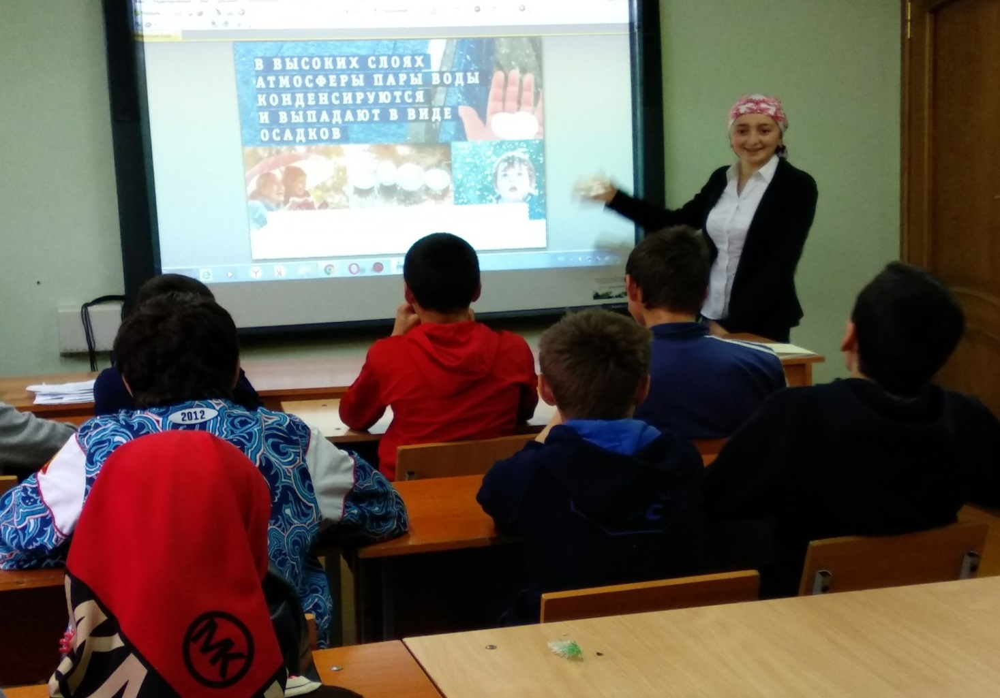 В ВЫСОКИХ СЛОЯХ
АТМОСФЕРЫ ПАРЫ ВОДЫ
КОНДЕНСИРУЮТСЯ
И ВЫПАДАЮТ В ВИДЕ
ОСАДКОВ
2012
MK